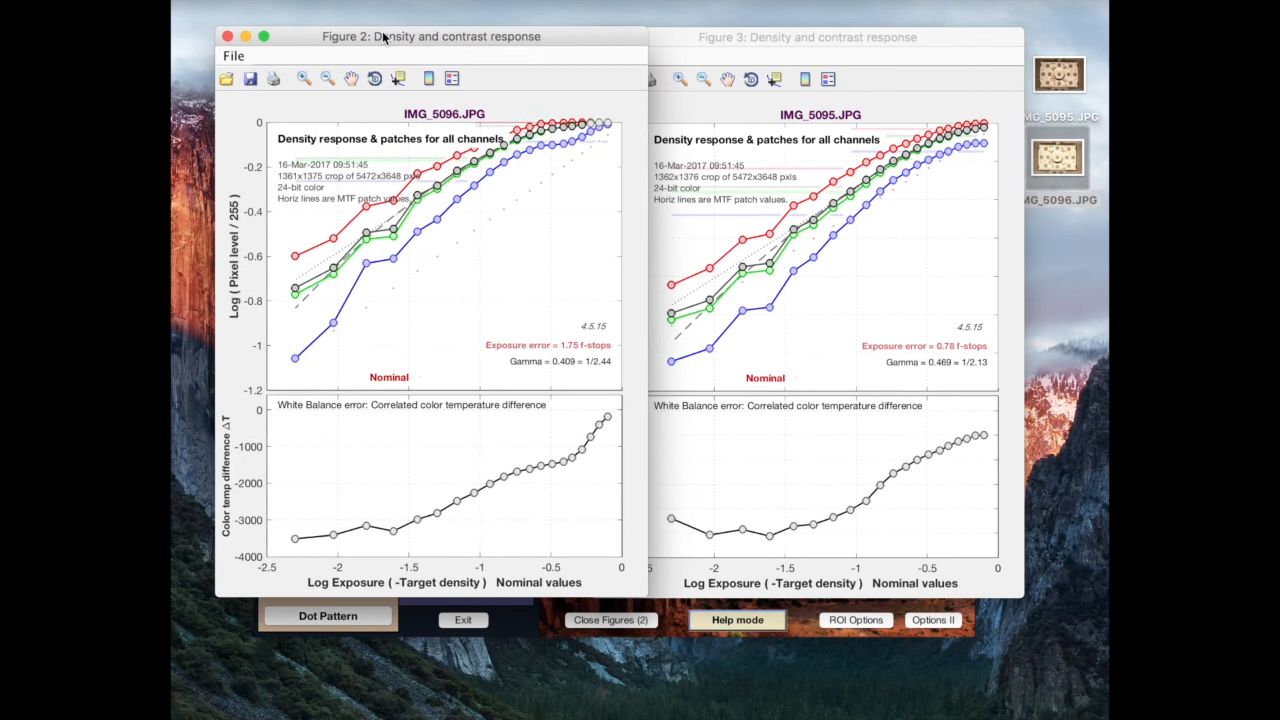 Figure 2: Density and contrast response
File
IMG_5096.JPG
0
-0.2
-0.4
-0.6
-0.8
-1
-1.2
Log ( Pixel level / 255 )
Density response & patches for all channels
16-Mar-2017 09:51:45
1361x1375 crop of 5472x3648 pxls
24-bit color
Horiz lines are MTF patch values.
4.5.15
Exposure error = 1.75 f-stops
Gamma = 0.409 = 1/2.44
Nominal
White Balance error: Correlated color temperature difference
0
-1000
-2000
-3000
-4000
Color temp difference ΔT
-2.5 -2 -1.5 -1 -0.5 0
Log Exposure ( -Target density ) Nominal values
Figure 3: Density and contrast response
IMG_5095.JPG
Density response & patches for all channels
16-Mar-2017 09:51:45
1362x1376 crop of 5472x3648 pxls
24-bit color
Horiz lines are MTF patch values.
4.5.15
Exposure error = 0.78 f-stops
Gamma = 0.469 = 1/2.13
Nominal
White Balance error: Correlated color temperature difference
5 -2 -1.5 -1 -0.5 0
Log Exposure ( -Target density ) Nominal values
MG_5095.JPG
MG_5096.JPG
Dot Pattern
Exit
Close Figures (2)
Help mode
ROI Options
Options II